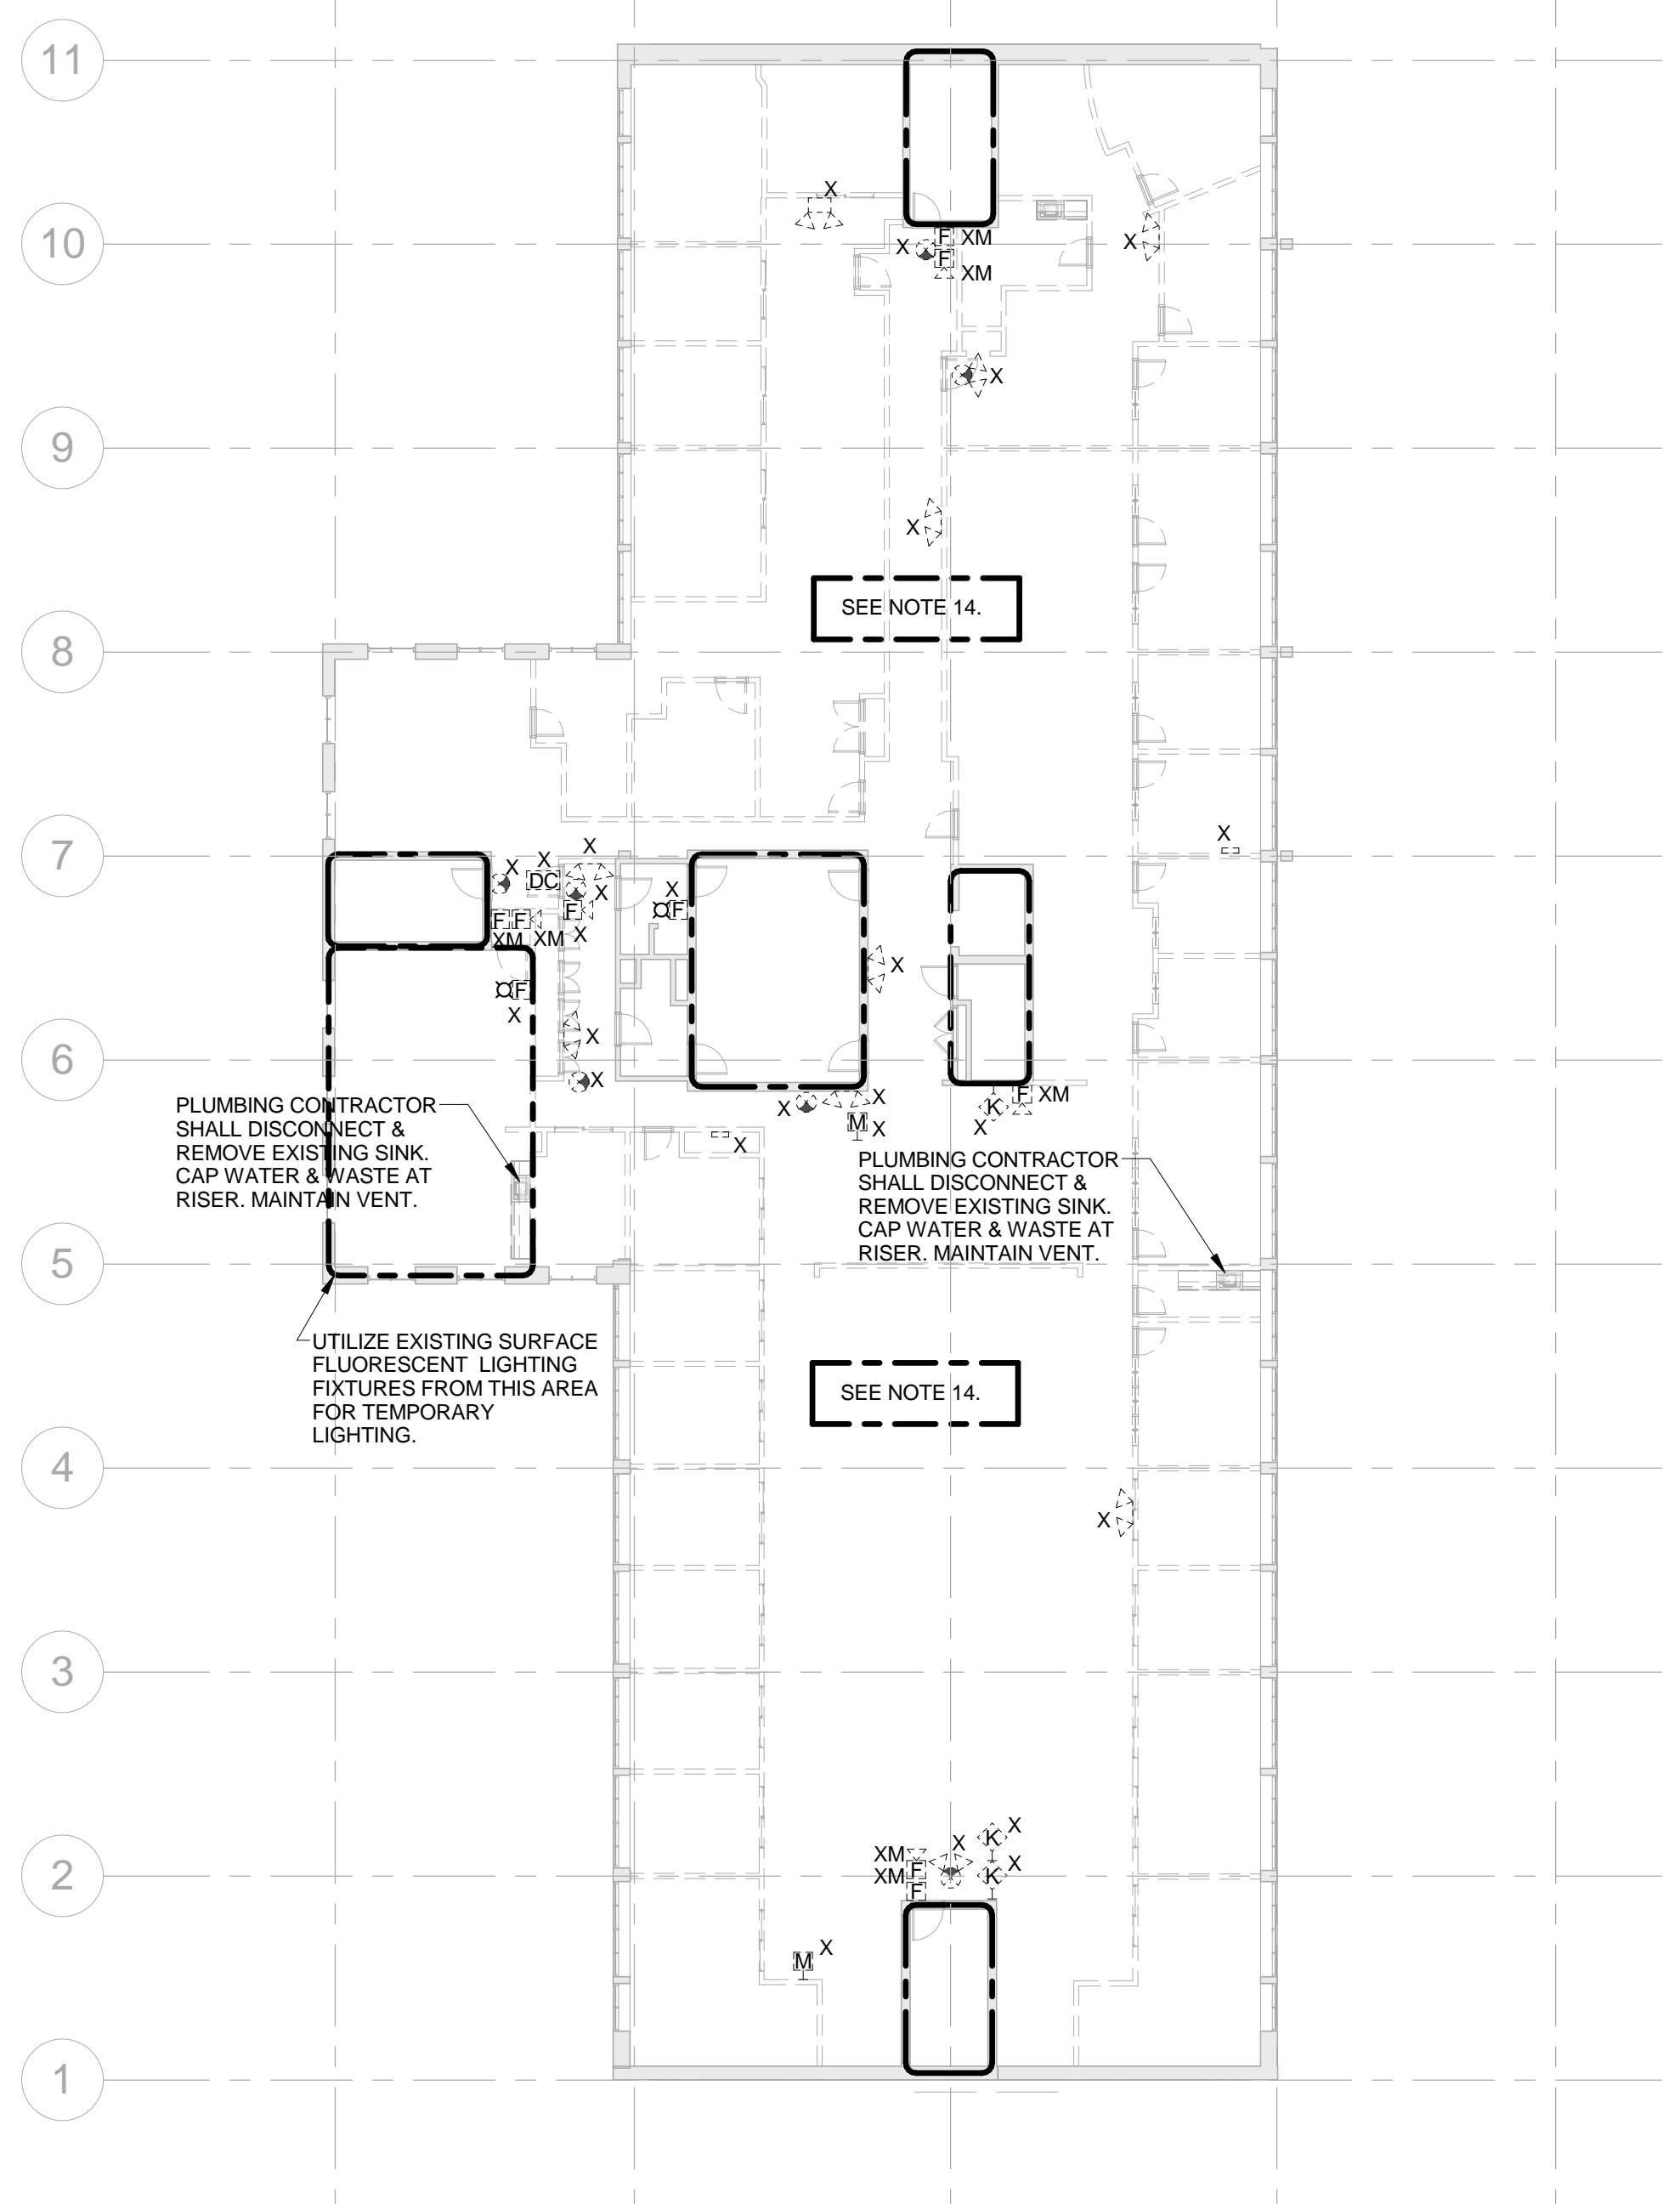 11
X
10
XM
F
X
F
XM
X
X
9
X
SEE NOTE 14.
8
X
7
X
X
X
DC
X
X
F
F
F
F
XM
XM
X
X
F
X
X
6
X
F
XM
X
X
K
M
X
X
X
PLUMBING CONTRACTOR
SHALL DISCONNECT &
REMOVE EXISTING SINK.
CAP WATER & WASTE AT
RISER. MAINTAIN VENT.
PLUMBING CONTRACTOR
SHALL DISCONNECT &
REMOVE EXISTING SINK.
CAP WATER & WASTE AT
RISER. MAINTAIN VENT.
5
UTILIZE EXISTING SURFACE
FLUORESCENT LIGHTING
FIXTURES FROM THIS AREA
FOR TEMPORARY
LIGHTING.
SEE NOTE 14.
4
X
3
X
K
X
XM
F
K
X
2
XM
F
X
M
1